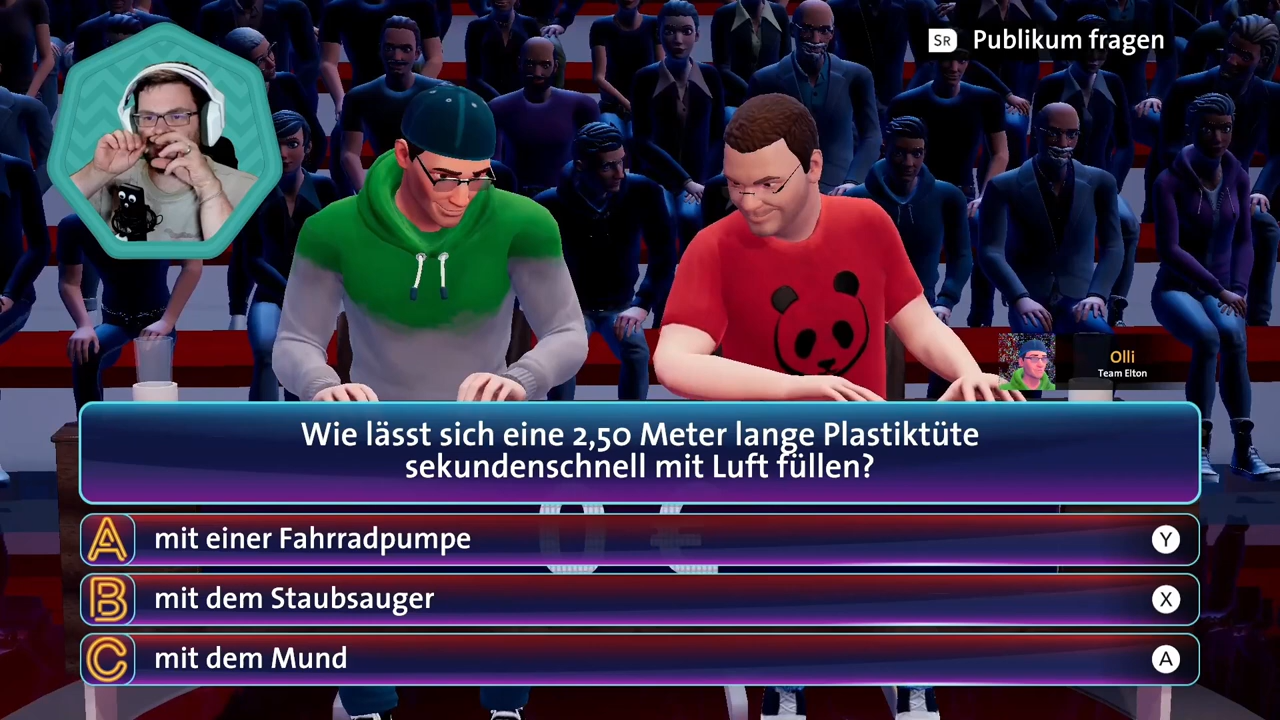 SR Publikum fragen
Olli
Team Elton
Wie lässt sich eine 2,50 Meter lange Plastiktüte
sekundenschnell mit Luft füllen?
A mit einer Fahrradpumpe Y
B mit dem Staubsauger X
C mit dem Mund A